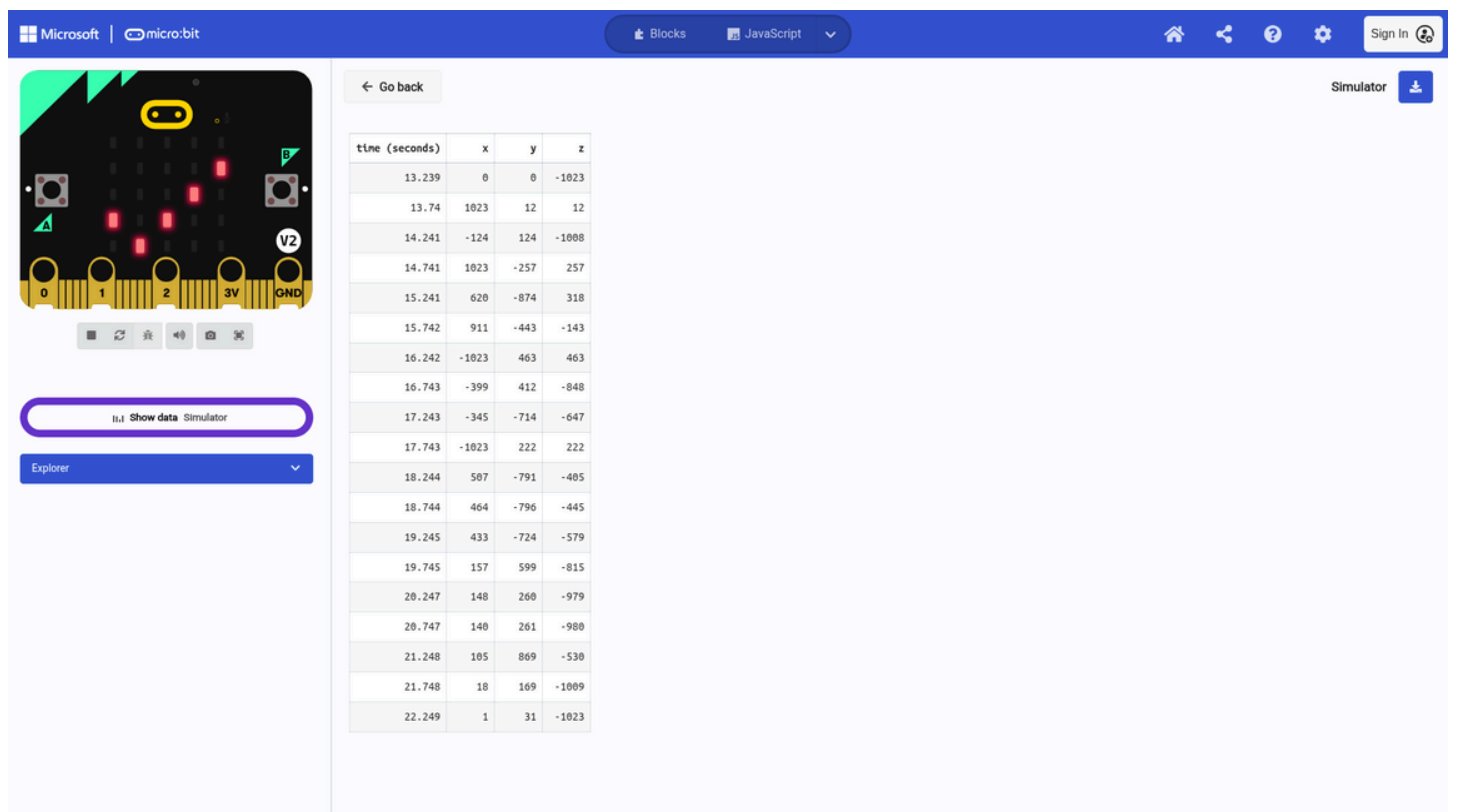 Microsoft | micro:bit
Blocks
JavaScript
Sign In
Go back
Simulator
B
A
V2
0 1 2 3V GND
Show data Simulator
Explorer
time (seconds) x y z
13.239 0 0 -1023
13.74 1023 12 12
14.241 -124 124 -1008
14.741 1023 -257 257
15.241 620 -874 318
15.742 911 -443 -143
16.242 -1023 463 463
16.743 -399 412 -848
17.243 -345 -714 -647
17.743 -1023 222 222
18.244 507 -791 -405
18.744 464 -796 -445
19.245 433 -724 -579
19.745 157 599 -815
20.247 148 260 -979
20.747 140 261 -980
21.248 105 869 -530
21.748 18 169 -1009
22.249 1 31 -1023